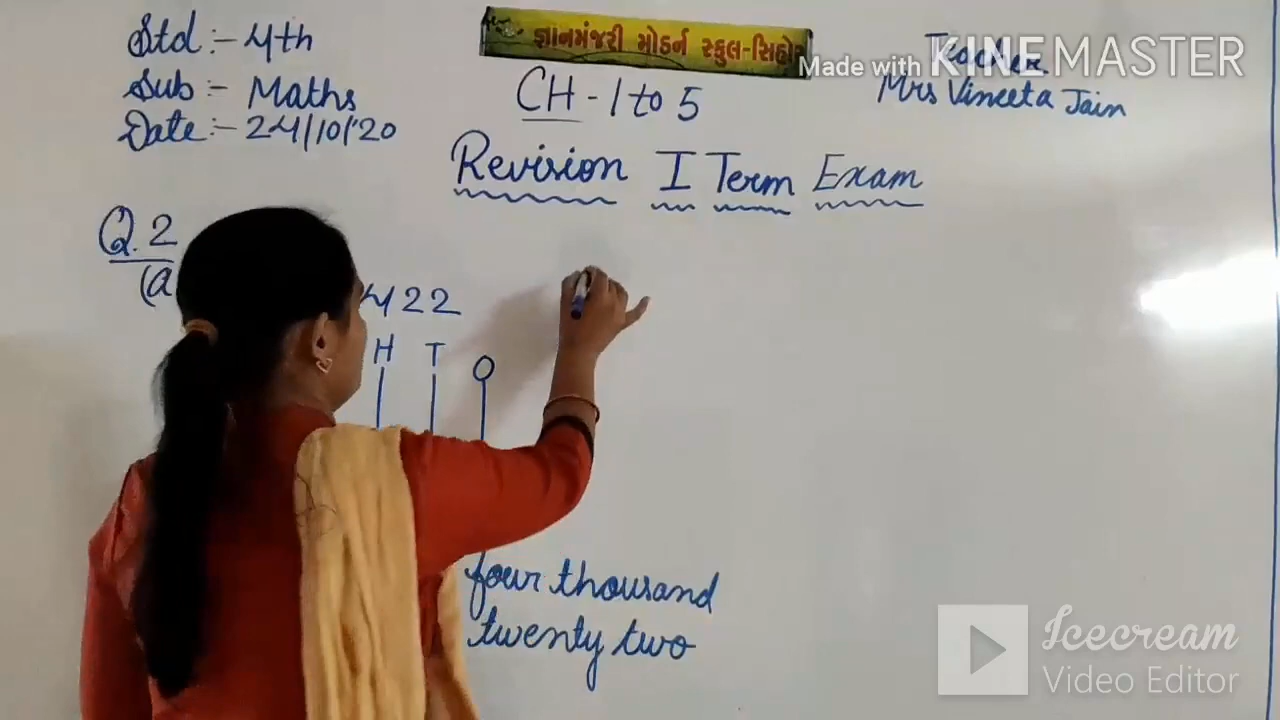 Std :- 4th
Sub :- Maths
Date :- 24/10/'20
જ્ઞાનમંજરી મોડર્ન સ્કુલ-સિહોર
CH - 1 to 5
Teacher
Mrs Vineeta Jain
Made with KINEMASTER
Revision I Term Exam
Q. 2
(a
422
H T O
four thousand
twenty two
Icecream
Video Editor